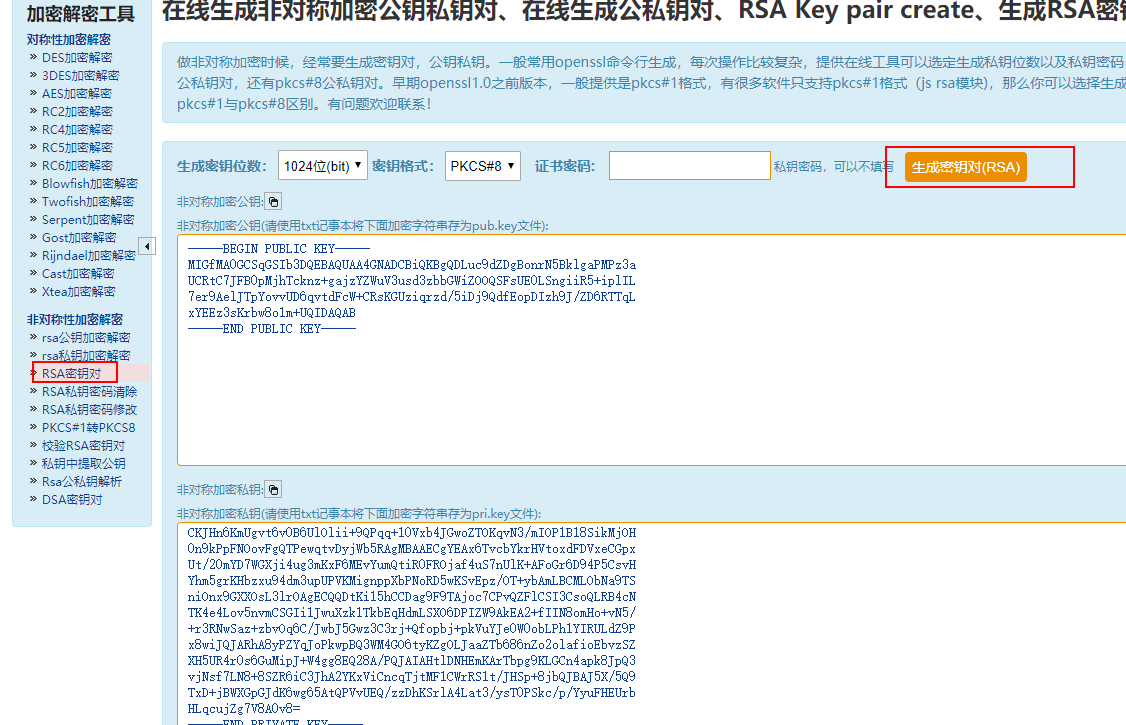 加密解密工具
对称性加密解密
» DES加密解密
» 3DES加密解密
» AES加密解密
» RC2加密解密
» RC4加密解密
» RC5加密解密
» RC6加密解密
» Blowfish加密解密
» Twofish加密解密
» Serpent加密解密
» Gost加密解密
» Rijndael加密解密
» Cast加密解密
» Xtea加密解密
非对称性加密解密
» rsa公钥加密解密
» rsa私钥加密解密
» RSA密钥对
» RSA私钥密码清除
» RSA私钥密码修改
» PKCS#1转PKCS8
» 校验RSA密钥对
» 私钥中提取公钥
» Rsa公私钥解析
» DSA密钥对
在线生成非对称加密公钥私钥对、在线生成公私钥对、RSA Key pair create、生成RSA密钥
做非对称加密时候，经常要生成密钥对，公钥私钥。一般常用openssl命令行生成，每次操作比较复杂，提供在线工具可以选定生成私钥位数以及私钥密码
公私钥对，还有pkcs#8公私钥对。早期openssl1.0之前版本，一般提供是pkcs#1格式，有很多软件只支持pkcs#1格式（js rsa模块)，那么你可以选择生成
pkcs#1与pkcs#8区别。有问题欢迎联系！
生成密钥位数： 1024位(bit) 密钥格式： PKCS#8 证书密码： 私钥密码，可以不填写 生成密钥对(RSA)
非对称加密公钥:
非对称加密公钥(请使用txt记事本将下面加密字符串存为pub.key文件):
-----BEGIN PUBLIC KEY-----
MIGfMA0GCSqGSIb3DQEBAQUAA4GNADCBiQKBgQDLuc9dZDgBonrN5BklgaPMPz3a
UCRtC7JFBOpMjhTcknz+gajzYZWuV3usd3zbbGWiZ0OQSFsUEOLSngiiR5+iplIL
7er9AelJTpYovvUD6qvtdFcW+CRsKGUziqrzd/5iDj9QdfEopDIzh9J/ZD6RTTqL
xYEEz3sKrbw8olm+UQIDAQAB
-----END PUBLIC KEY-----
非对称加密私钥:
非对称加密私钥(请使用txt记事本将下面加密字符串存为pri.key文件):
CKJHn6KmUgvt6v0B6UlOlii+9QPqq+1OVxb4JGwoZTOKqvN3/mIOPlB18SikMjOH
On9kPpFNOovFgQTPewqtvDyjWb5RAgMBAAECgYEAx6TvcbYkrHVtoxdFDVxeCGpx
Ut/20mYD7WGXji4ug3mKxF6MEvYumQtiROFROjaf4uS7nUlK+AFoGr6D94P5CsvH
Yhm5grKHbzxu94dm3upUPVKMignppXbPNoRD5wKSvEpz/OT+ybAmLBCMLObNa9TS
niOnx9GXXOsL3lrOAgECQQDtKi15hCCDag9F9TAjoc7CPvQZFlCSI3CsoQLRB4cN
TK4e4Lov5nvmCSGIi1JwuXzk1TkbEqHdmLSXO6DPIZW9AkEA2+fIIN8omHo+vN5/
+r3RNwSaz+zbvOq6C/JwbJ5Gwz3C3rj+Qfopbj+pkVuYJeOWOobLPhlYIRULdZ9P
x8wiJQJARhA8yPZYqJoPkwpBQ3WM4GO6tyKZgOLJaaZTb686nZo2olafioEbvzSZ
XH5UR4rOs6GuMipJ+W4gg8EQ28A/PQJAIAHtlDNHEmKArTbpg9KLGCn4apk8JpQ3
vjNsf7LN8+8SZR6iC3JhA2YKxViCncqTjtMF1CWrRS1t/JHSp+8jbQJBAJ5X/5Q9
TxD+jBWXGpGJdK6wg65AtQPVvUEQ/zzDhKSrlA4Lat3/ysTOPSkc/p/YyuFHEUrb
HLqcujZg7V8AOv8=
-----END PRIVATE KEY-----